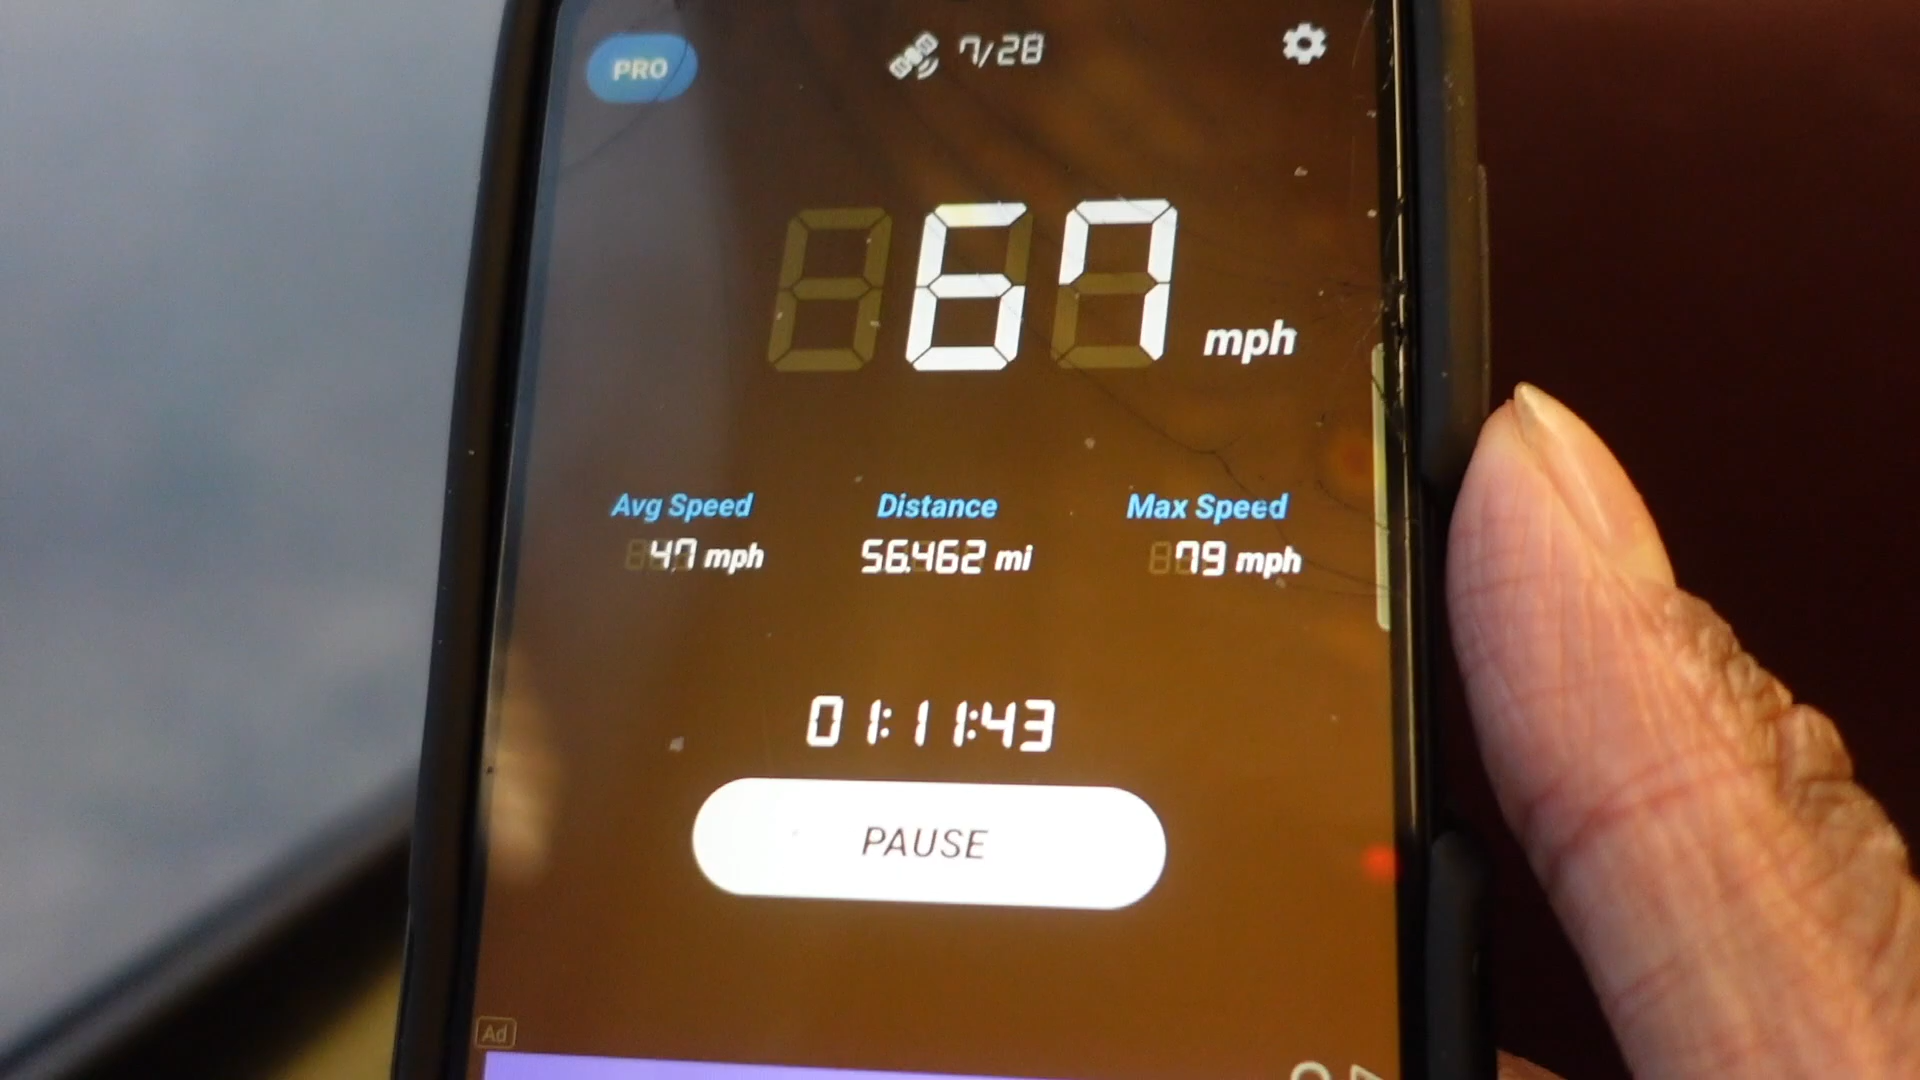 PRO 7/28
67 mph
Avg Speed Distance Max Speed
47 mph 56.462 mi 79 mph
01:11:43
PAUSE
Ad